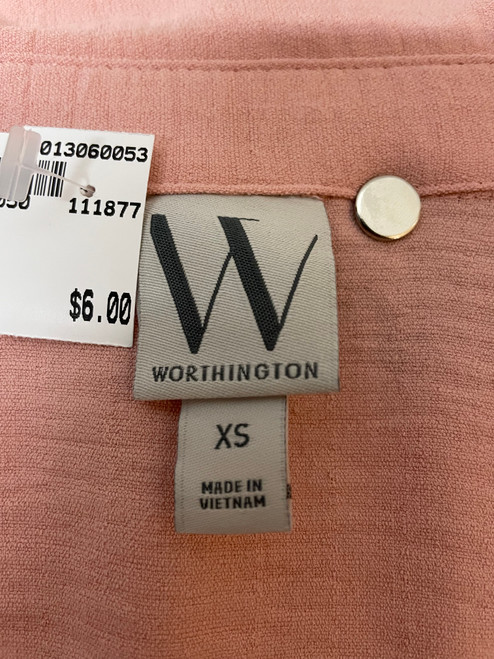 013060053
111877
$6.00
W
WORTHINGTON
XS
MADE IN
VIETNAM